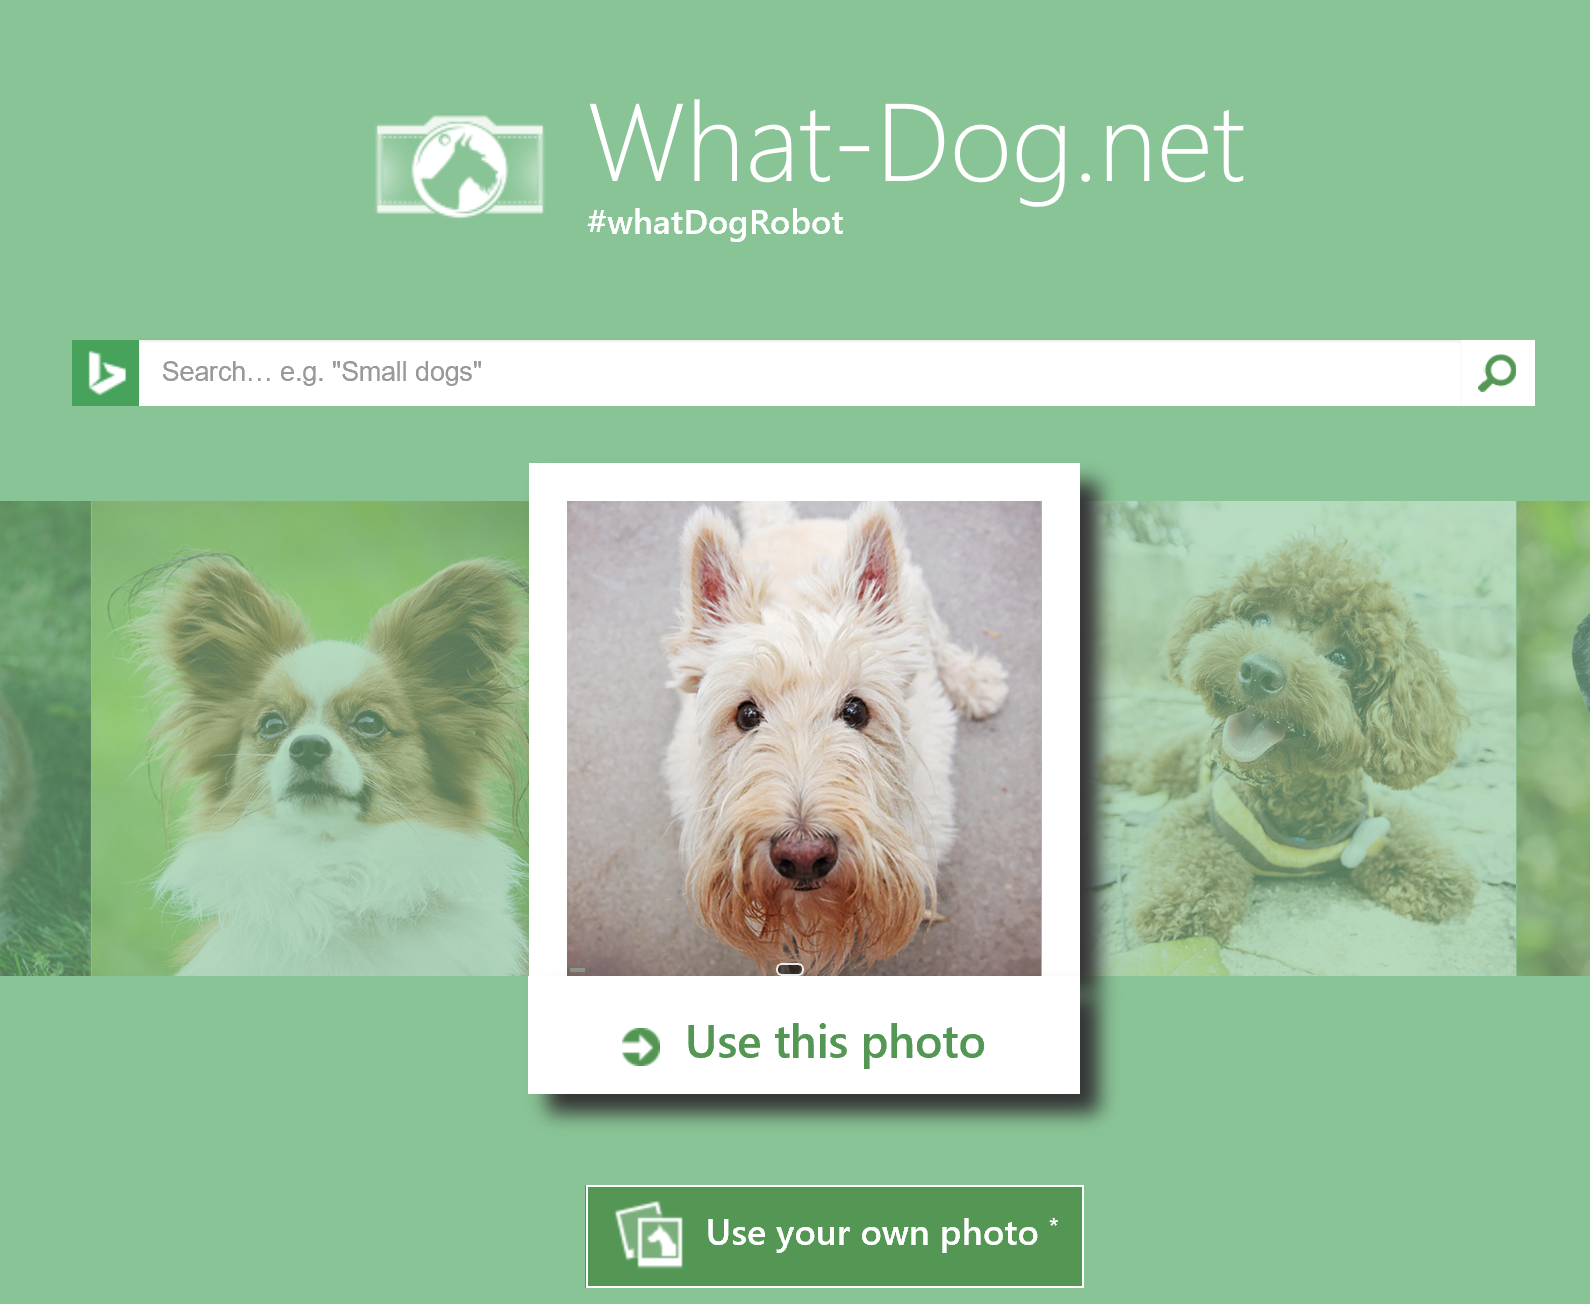 What-Dog.net
#whatDogRobot
Search... e.g. "Small dogs"
Use this photo
Use your own photo *